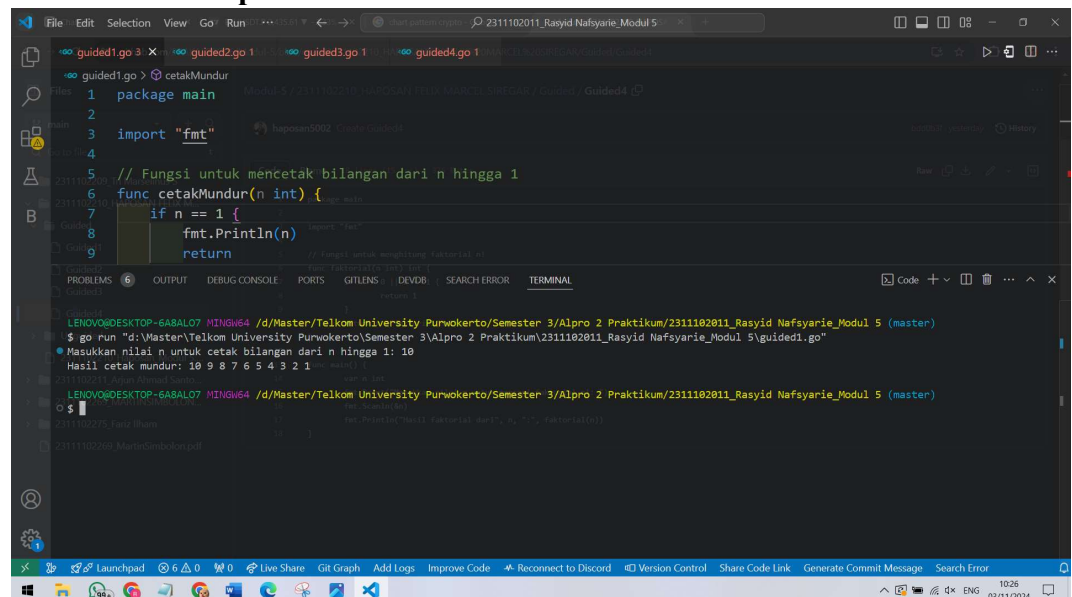 File Edit Selection View Go Run ... 2311102011_Rasyid Nafsyarie_Modul 5
guided1.go 3 guided2.go 1 guided3.go 1 guided4.go 1
guided1.go > cetakMundur
1 package main
2
3 import "fmt"
4
5 // Fungsi untuk mencetak bilangan dari n hingga 1
6 func cetakMundur(n int) {
7 if n == 1 {
8 fmt.Println(n)
9 return
PROBLEMS 6 OUTPUT DEBUG CONSOLE PORTS GITLENS DEVDB SEARCH ERROR TERMINAL Code
LENOVO@DESKTOP-6A8ALO7 MINGW64 /d/Master/Telkom University Purwokerto/Semester 3/Alpro 2 Praktikum/2311102011_Rasyid Nafsyarie_Modul 5 (master)
$ go run "d:\Master\Telkom University Purwokerto\Semester 3\Alpro 2 Praktikum\2311102011_Rasyid Nafsyarie_Modul 5\guided1.go"
Masukkan nilai n untuk cetak bilangan dari n hingga 1: 10
Hasil cetak mundur: 10 9 8 7 6 5 4 3 2 1
LENOVO@DESKTOP-6A8ALO7 MINGW64 /d/Master/Telkom University Purwokerto/Semester 3/Alpro 2 Praktikum/2311102011_Rasyid Nafsyarie_Modul 5 (master)
$
Launchpad 6 0 0 Live Share Git Graph Add Logs Improve Code Reconnect to Discord Version Control Share Code Link Generate Commit Message Search Error
ENG 10:26
03/11/2024